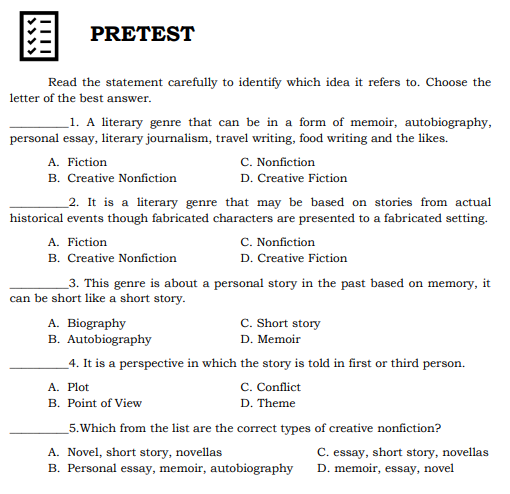 PRETEST
Read the statement carefully to identify which idea it refers to. Choose the
letter of the best answer.
_________1. A literary genre that can be in a form of memoir, autobiography,
personal essay, literary journalism, travel writing, food writing and the likes.
A. Fiction C. Nonfiction
B. Creative Nonfiction D. Creative Fiction
_________2. It is a literary genre that may be based on stories from actual
historical events though fabricated characters are presented to a fabricated setting.
A. Fiction C. Nonfiction
B. Creative Nonfiction D. Creative Fiction
_________3. This genre is about a personal story in the past based on memory, it
can be short like a short story.
A. Biography C. Short story
B. Autobiography D. Memoir
_________4. It is a perspective in which the story is told in first or third person.
A. Plot C. Conflict
B. Point of View D. Theme
_________5.Which from the list are the correct types of creative nonfiction?
A. Novel, short story, novellas C. essay, short story, novellas
B. Personal essay, memoir, autobiography D. memoir, essay, novel